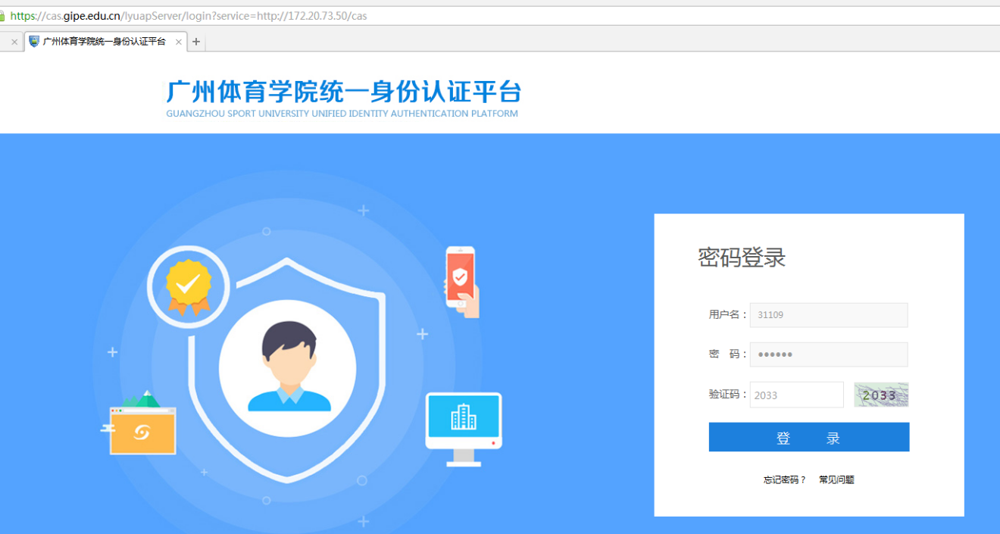 https://cas.gipe.edu.cn/lyuapServer/login?service=http://172.20.73.50/cas
广州体育学院统一身份认证平台
广州体育学院统一身份认证平台
GUANGZHOU SPORT UNIVERSITY UNIFIED IDENTITY AUTHENTICATION PLATFORM
密码登录
用户名： 31109
密 码： ••••••
验证码： 2033 2033
登 录
忘记密码？ 常见问题